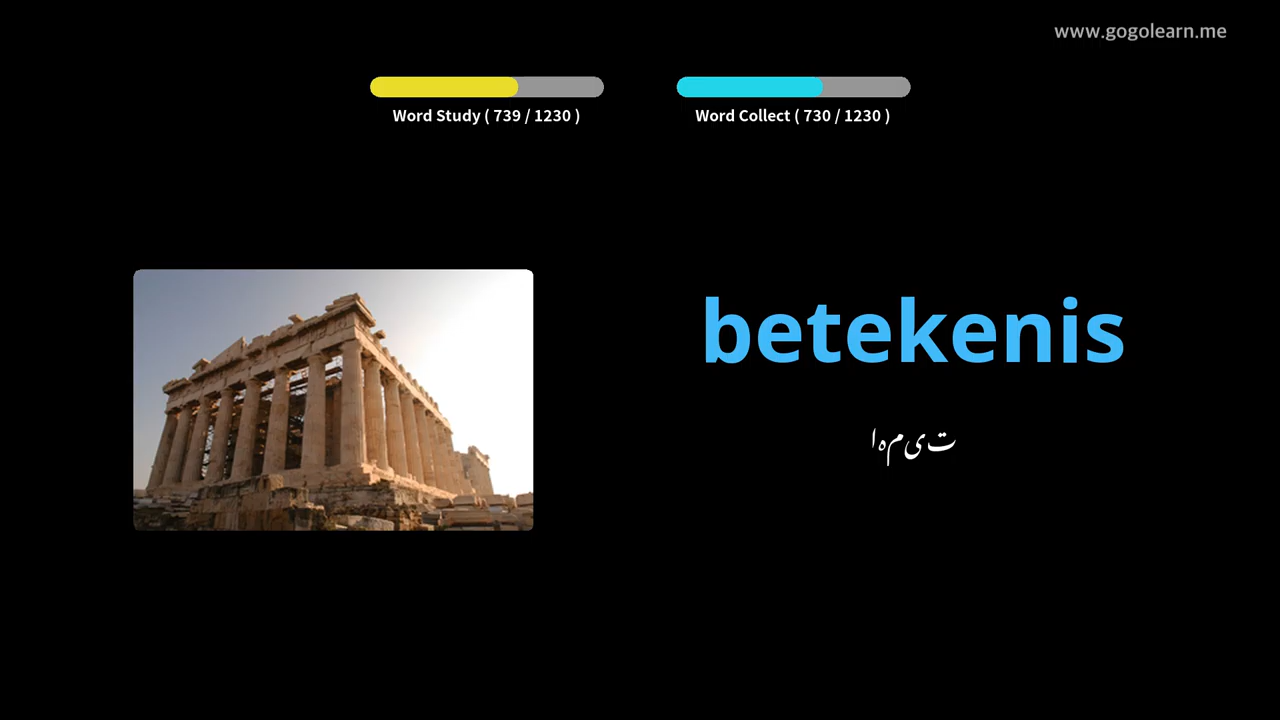 www.gogolearn.me
Word Study ( 739 / 1230 )
Word Collect ( 730 / 1230 )
betekenis
اہمیت